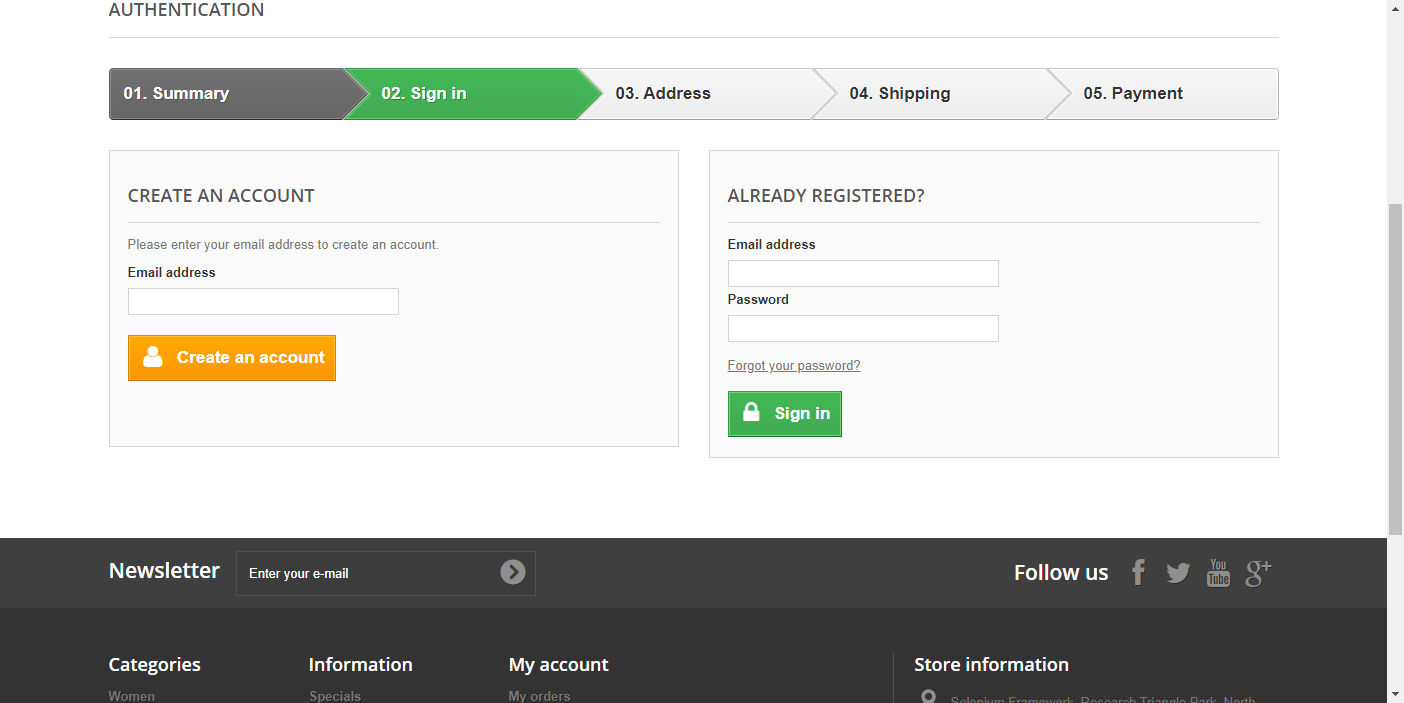 AUTHENTICATION
01. Summary
02. Sign in
03. Address
04. Shipping
05. Payment
CREATE AN ACCOUNT
Please enter your email address to create an account.
Email address
Create an account
ALREADY REGISTERED?
Email address
Password
Forgot your password?
Sign in
Newsletter
Enter your e-mail
Follow us
You
Tube
g+
Categories
Women
Information
Specials
My account
My orders
Store information
Selenium Framework, Research Triangle Park, North